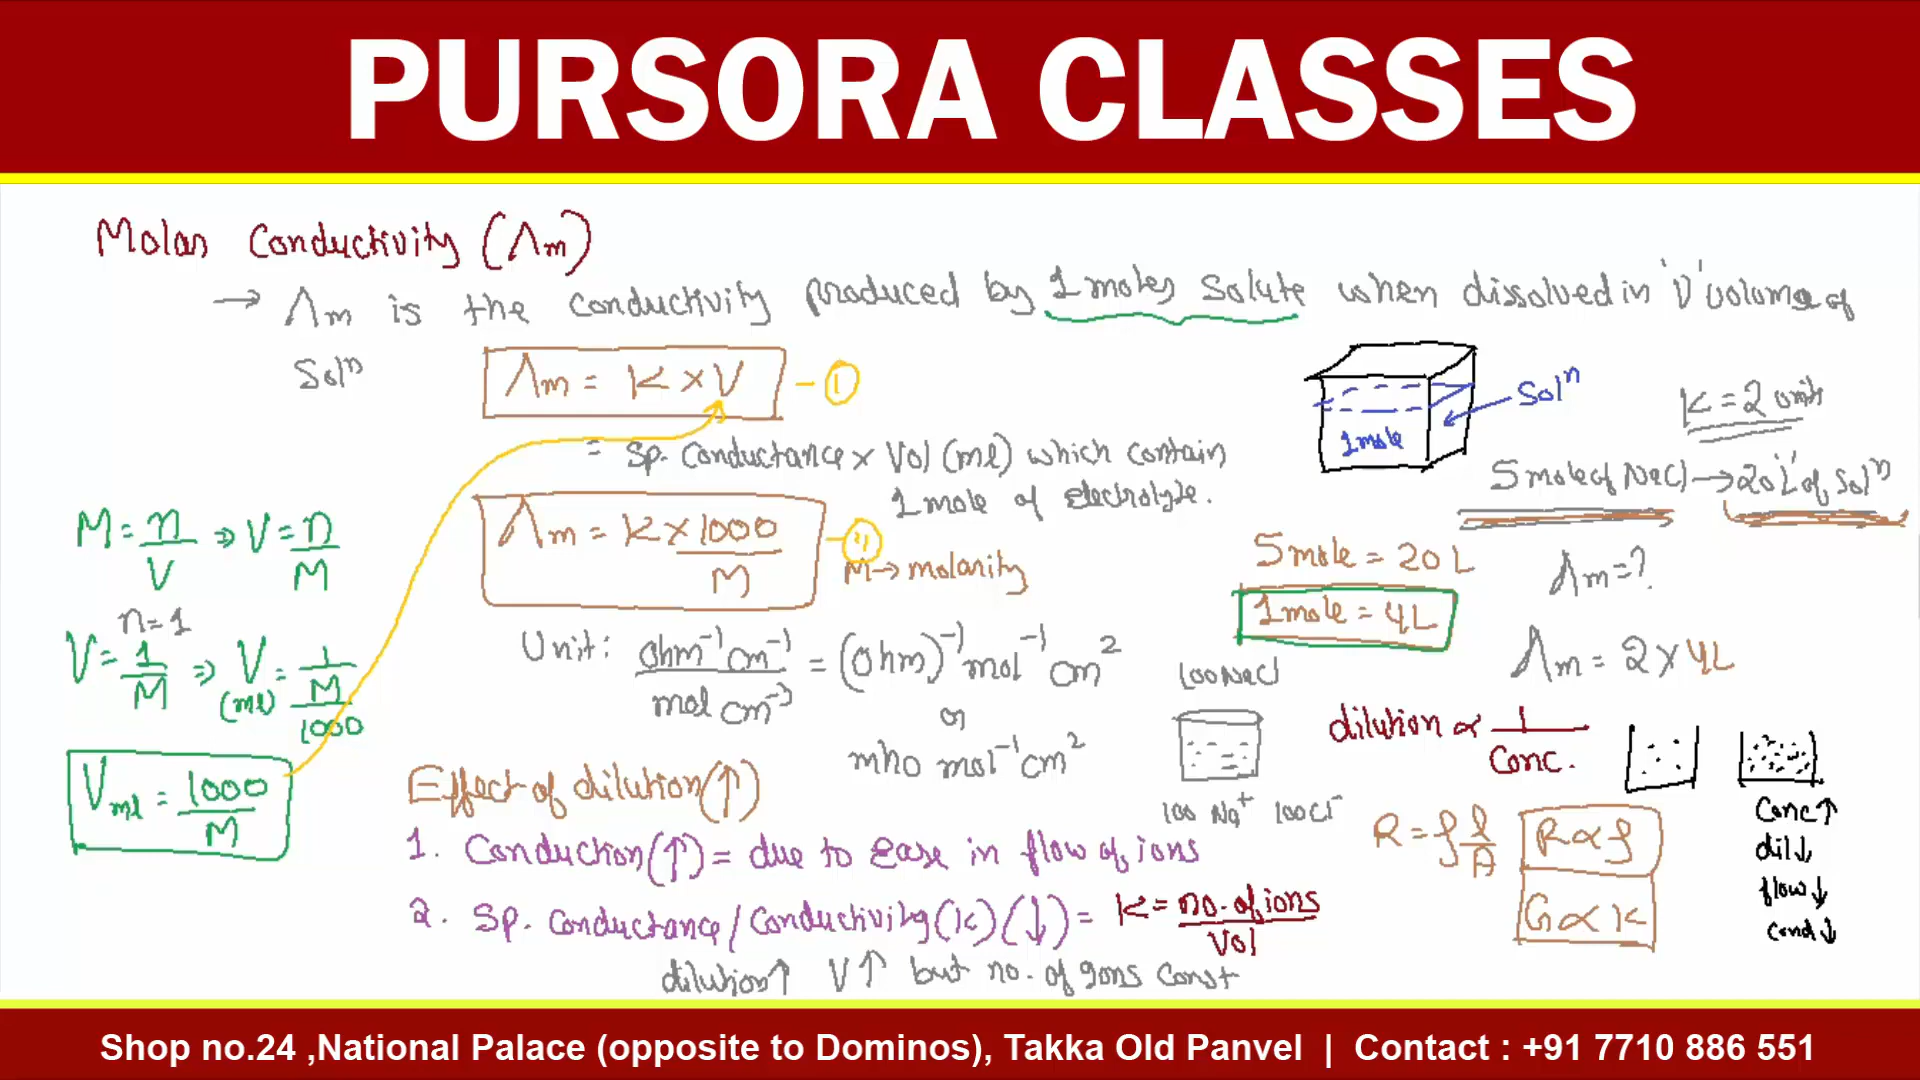 PURSORA CLASSES
Molar Conductivity (Λm)
→ Λm is the conductivity produced by 1 moles solute when dissolved in 'V' volume of
Solⁿ
Λm = K × V – ①
= Sp. Conductance × Vol (ml) which contain
1 mole of electrolyte.
Λm = K × 1000 / M
M → molarity
Unit: ohm⁻¹ cm⁻¹ / mol cm⁻³ = (ohm)⁻¹ mol⁻¹ cm²
or
mho mol⁻¹ cm²
M = n / V ⇒ V = n / M
n = 1
V = 1 / M ⇒ V (ml) = 1 / M / 1000
V ml = 1000 / M
Solⁿ
1 mole
K = 2 unit
5 mole of NaCl → 20 'L' of Solⁿ
5 mole = 20 L
1 mole = 4L
Λm = ?
Λm = 2 × 4L
100 NaCl
100 Na⁺ 100 Cl⁻
dilution ∝ 1 / Conc.
Conc ↑
dil ↓
flow ↓
cond ↓
R = ρ l / A
R ∝ ρ
G ∝ K
Effect of dilution (↑)
1. Conduction (↑) = due to ease in flow of ions
2. Sp. Conductance / Conductivity (K) (↓) = K = no. of ions / Vol
dilution ↑ V ↑ but no. of ions const
Shop no.24 ,National Palace (opposite to Dominos), Takka Old Panvel | Contact : +91 7710 886 551